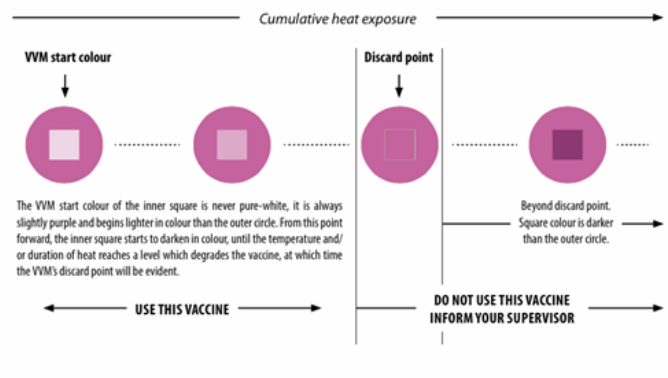 Cumulative heat exposure
VVM start colour
Discard point
The VVM start colour of the inner square is never pure-white, it is always
slightly purple and begins lighter in colour than the outer circle. From this point
forward, the inner square starts to darken in colour, until the temperature and/
or duration of heat reaches a level which degrades the vaccine, at which time
the VVM's discard point will be evident.
Beyond discard point.
Square colour is darker
than the outer circle.
USE THIS VACCINE
DO NOT USE THIS VACCINE
INFORM YOUR SUPERVISOR